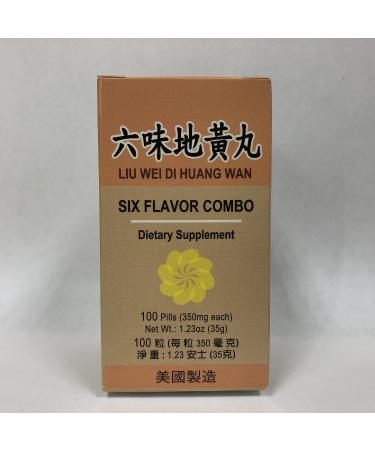 六味地黃丸
LIU WEI DI HUANG WAN
SIX FLAVOR COMBO
Dietary Supplement
100 Pills (350mg each)
Net Wt.: 1.23oz (35g)
100 粒 (每粒 350 毫克)
淨重: 1.23 安士 (35克)
美國製造